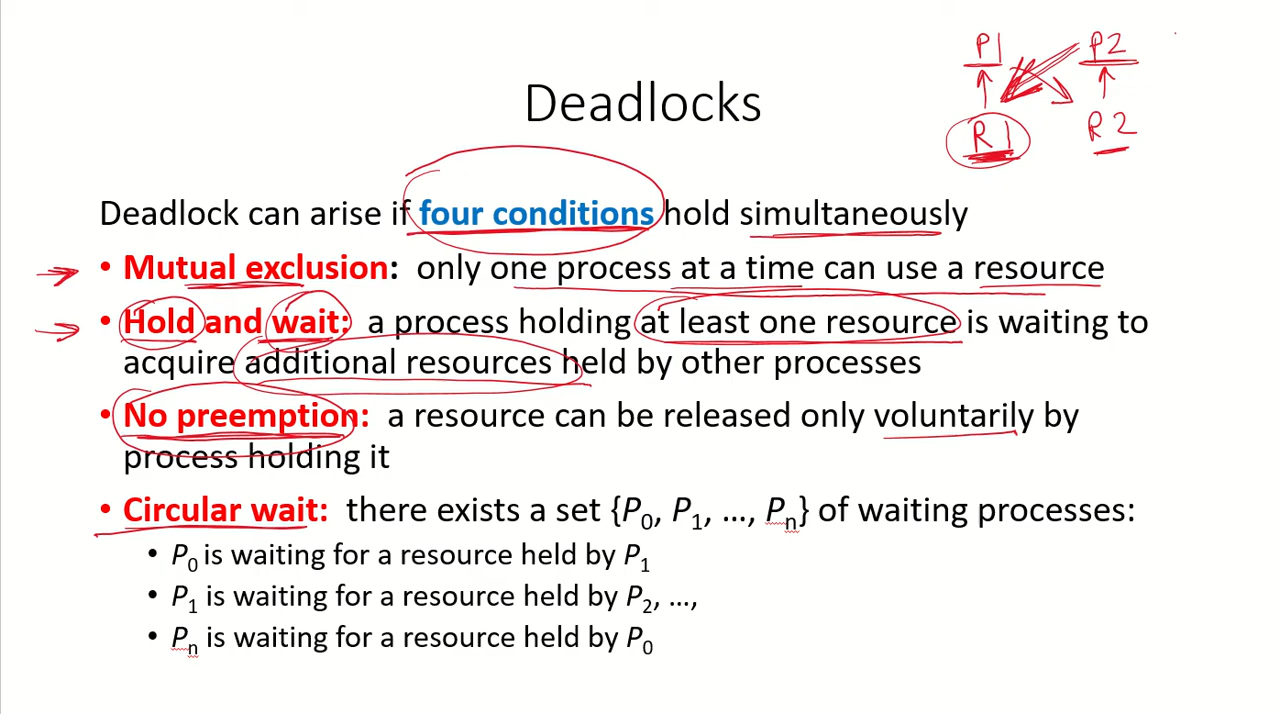 P1 P2
R1 R2
Deadlocks
Deadlock can arise if four conditions hold simultaneously
• Mutual exclusion: only one process at a time can use a resource
• Hold and wait: a process holding at least one resource is waiting to
acquire additional resources held by other processes
• No preemption: a resource can be released only voluntarily by
process holding it
• Circular wait: there exists a set {P0, P1, …, Pn} of waiting processes:
• P0 is waiting for a resource held by P1
• P1 is waiting for a resource held by P2, …,
• Pn is waiting for a resource held by P0